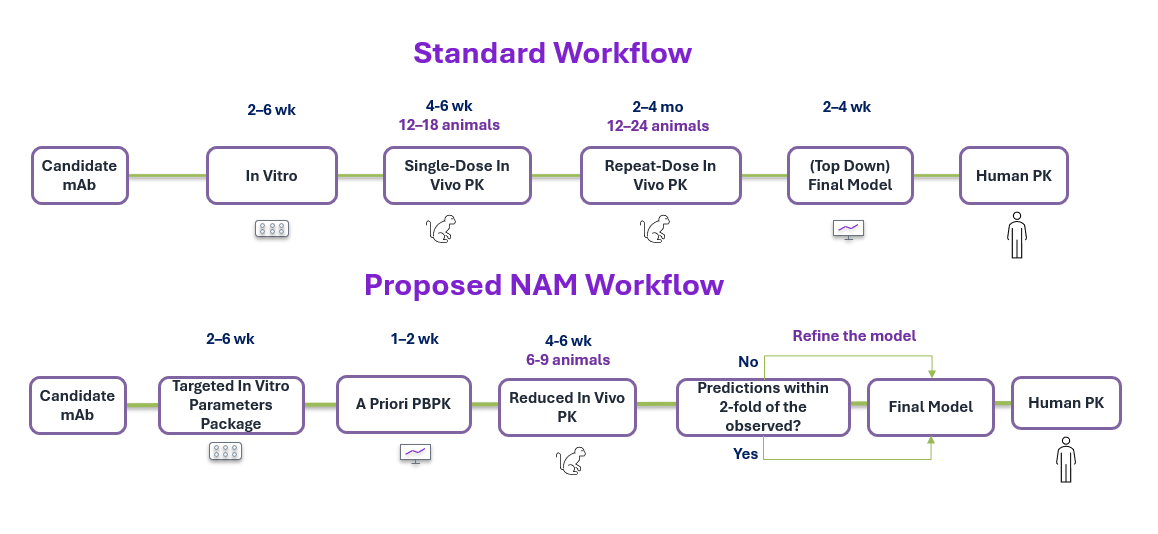 Standard Workflow
2–6 wk
4-6 wk
12–18 animals
2–4 mo
12–24 animals
2–4 wk
Candidate
mAb
In Vitro
Single-Dose In
Vivo PK
Repeat-Dose In
Vivo PK
(Top Down)
Final Model
Human PK
Proposed NAM Workflow
2–6 wk
1–2 wk
4-6 wk
6-9 animals
Refine the model
No
Candidate
mAb
Targeted In Vitro
Parameters
Package
A Priori PBPK
Reduced In Vivo
PK
Predictions within
2-fold of the
observed?
Final Model
Human PK
Yes